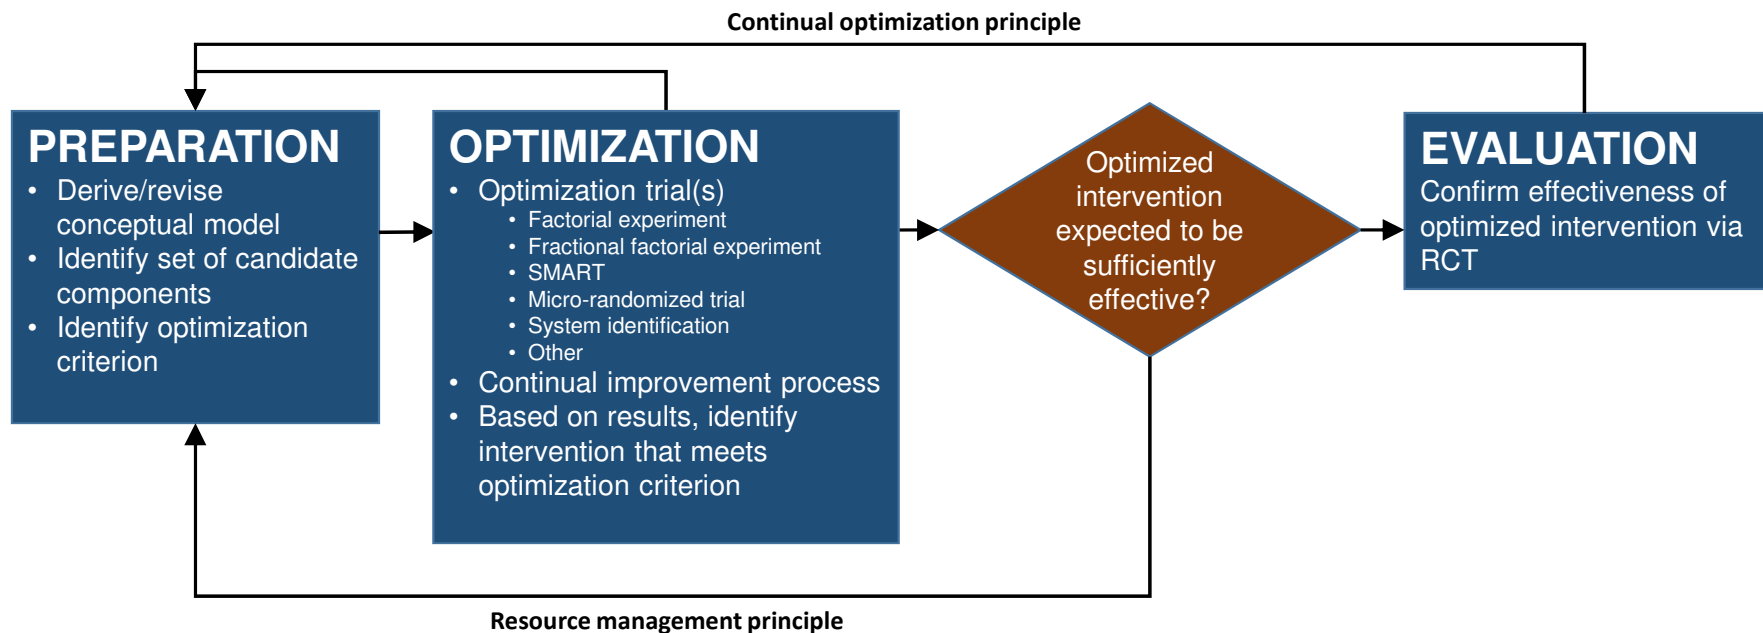 Continual optimization principle
PREPARATION
• Derive/revise
conceptual model
• Identify set of candidate
components
• Identify optimization
criterion
OPTIMIZATION
• Optimization trial(s)
• Factorial experiment
• Fractional factorial experiment
• SMART
• Micro-randomized trial
• System identification
• Other
• Continual improvement process
• Based on results, identify
intervention that meets
optimization criterion
Optimized
intervention
expected to be
sufficiently
effective?
EVALUATION
Confirm effectiveness of
optimized intervention via
RCT
Resource management principle